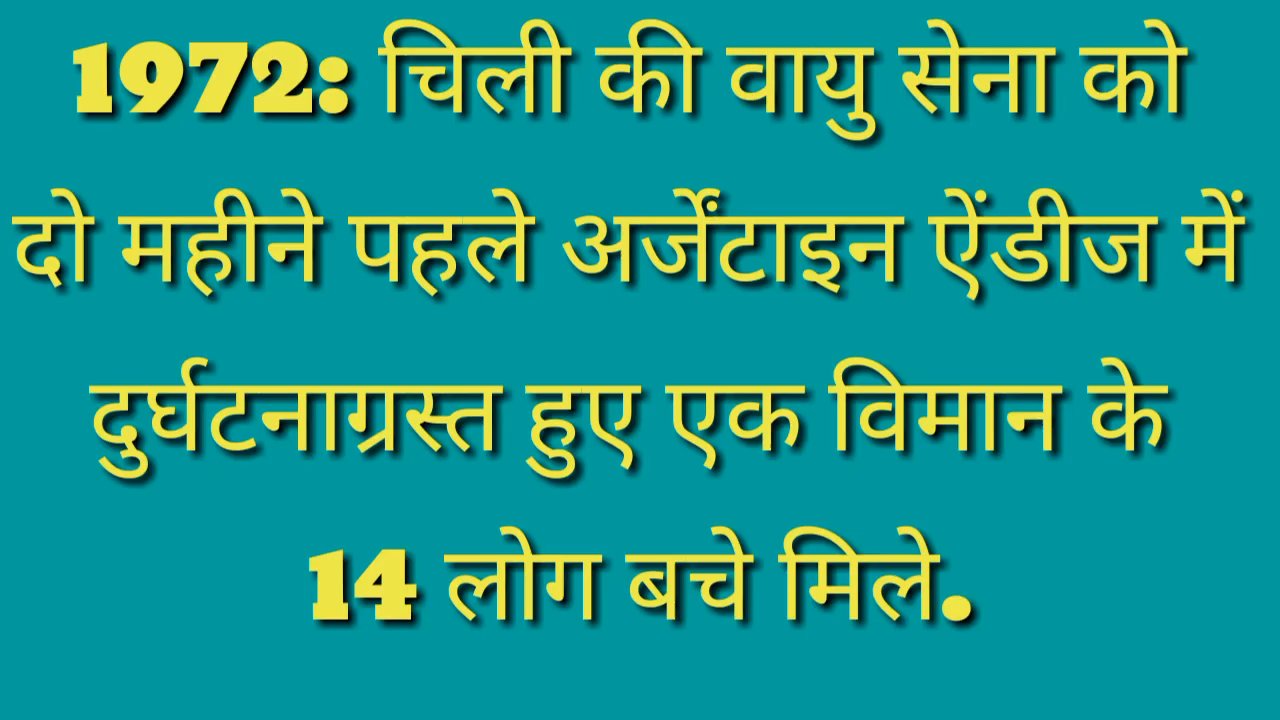 1972: चिली की वायु सेना को
दो महीने पहले अर्जेंटाइन ऐंडीज में
दुर्घटनाग्रस्त हुए एक विमान के
14 लोग बचे मिले.